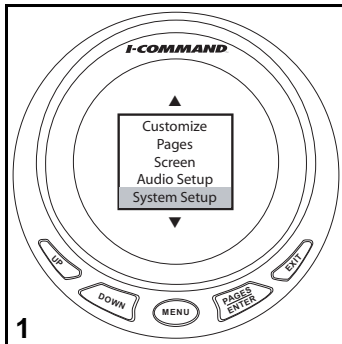 I-COMMAND
Customize
Pages
Screen
Audio Setup
System Setup
UP
DOWN
MENU
PAGES
ENTER
EXIT
1